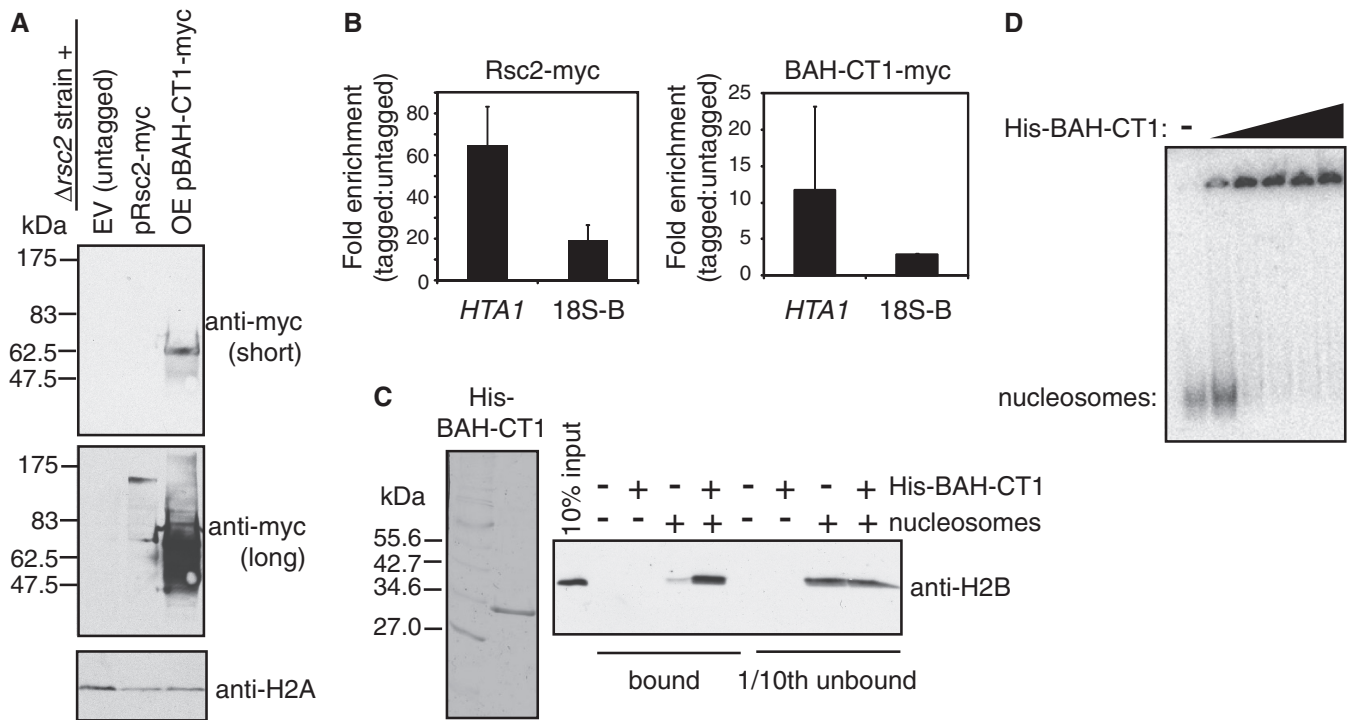 A
Δrsc2 strain +
EV (untagged)
pRsc2-myc
OE pBAH-CT1-myc
kDa
175
83
62.5
47.5
anti-myc
(short)
175
83
62.5
47.5
anti-myc
(long)
anti-H2A
B
Rsc2-myc
Fold enrichment
(tagged:untagged)
80
60
40
20
0
HTA1
18S-B
BAH-CT1-myc
Fold enrichment
(tagged:untagged)
25
20
15
10
5
0
HTA1
18S-B
C
His-
BAH-CT1
kDa
55.6
42.7
34.6
27.0
10% input
- + - + - + - + His-BAH-CT1
- - + + - - + + nucleosomes
anti-H2B
bound
1/10th unbound
D
His-BAH-CT1: -
nucleosomes: